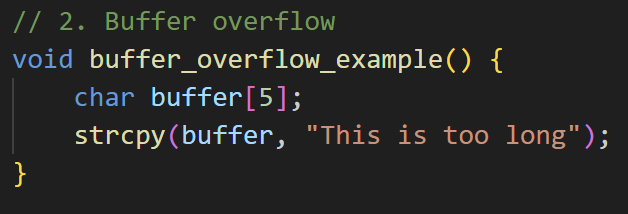 // 2. Buffer overflow
void buffer_overflow_example() {
    char buffer[5];
    strcpy(buffer, "This is too long");
}